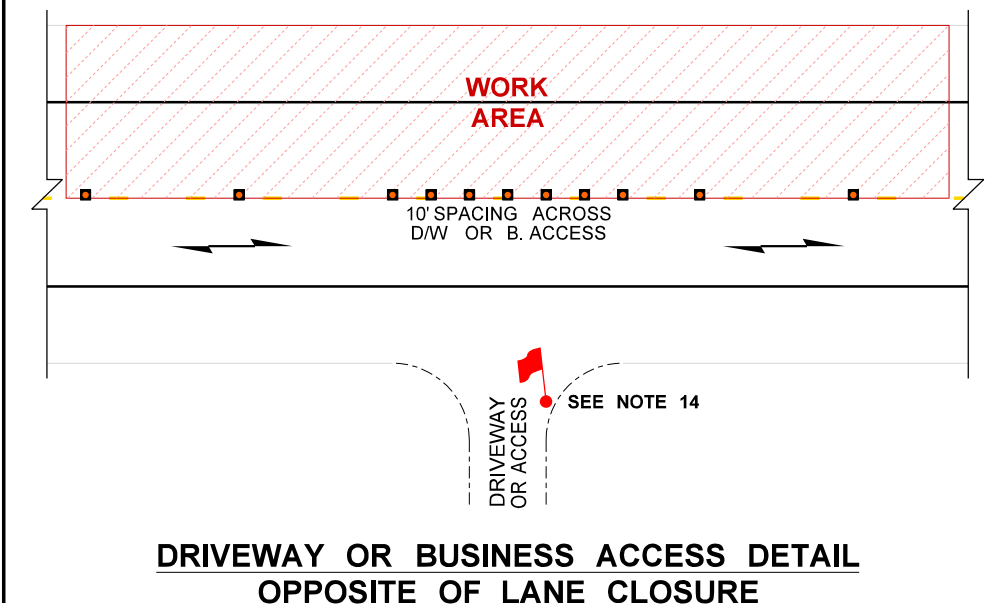 WORK
AREA
10' SPACING ACROSS
D/W OR B. ACCESS
SEE NOTE 14
DRIVEWAY
OR ACCESS
DRIVEWAY OR BUSINESS ACCESS DETAIL
OPPOSITE OF LANE CLOSURE